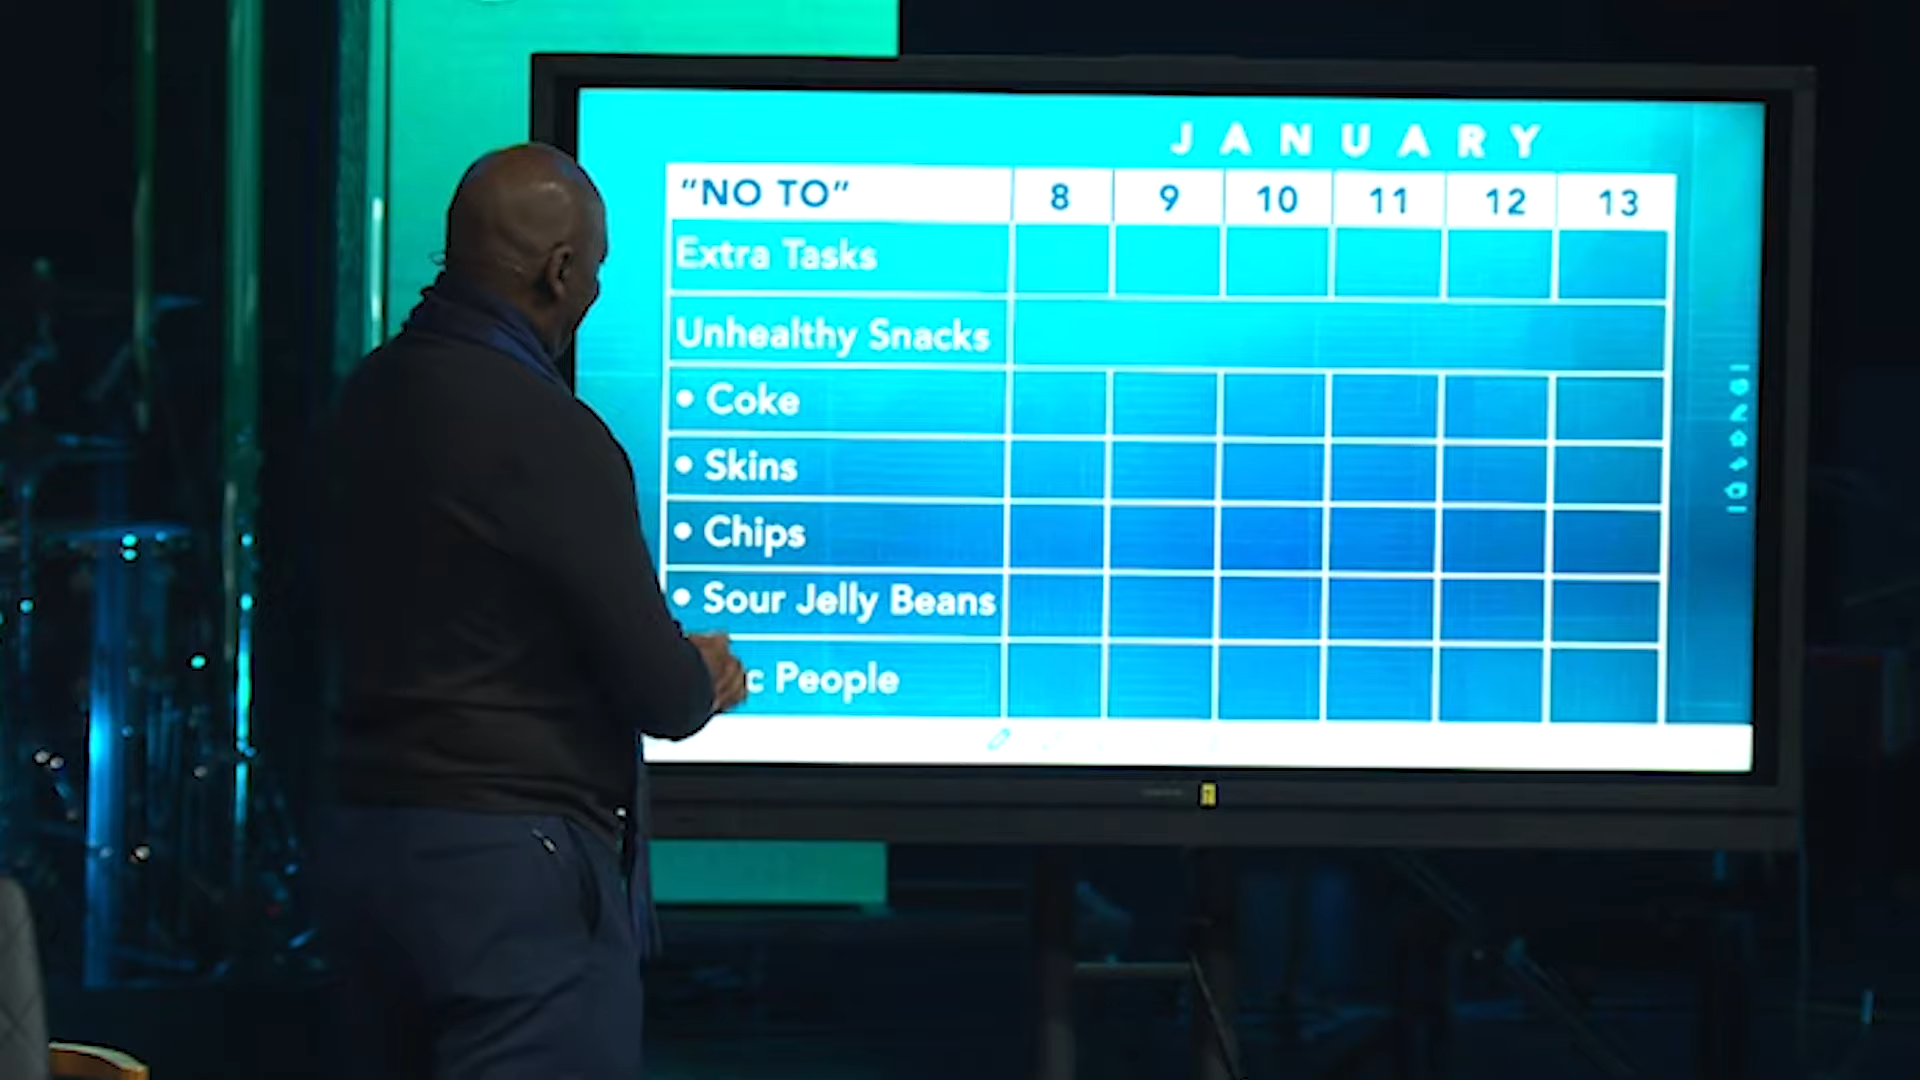 JANUARY
"NO TO" 8 9 10 11 12 13
Extra Tasks
Unhealthy Snacks
• Coke
• Skins
• Chips
• Sour Jelly Beans
People